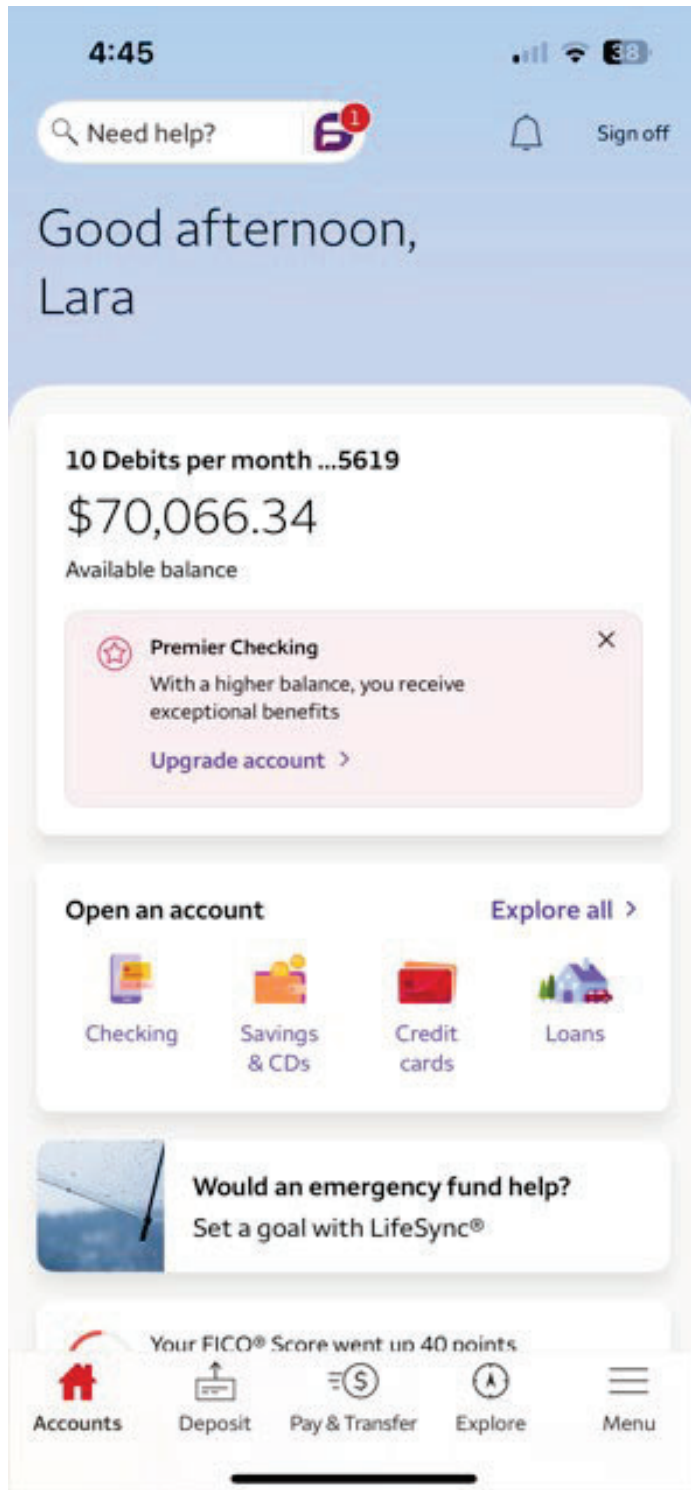 4:45
38
Need help?
1
Sign off
Good afternoon,
Lara
10 Debits per month ...5619
$70,066.34
Available balance
Premier Checking
With a higher balance, you receive
exceptional benefits
Upgrade account >
Open an account
Explore all >
Checking
Savings
& CDs
Credit
cards
Loans
Would an emergency fund help?
Set a goal with LifeSync®
Your FICO® Score went up 40 points
Accounts
Deposit
Pay & Transfer
Explore
Menu